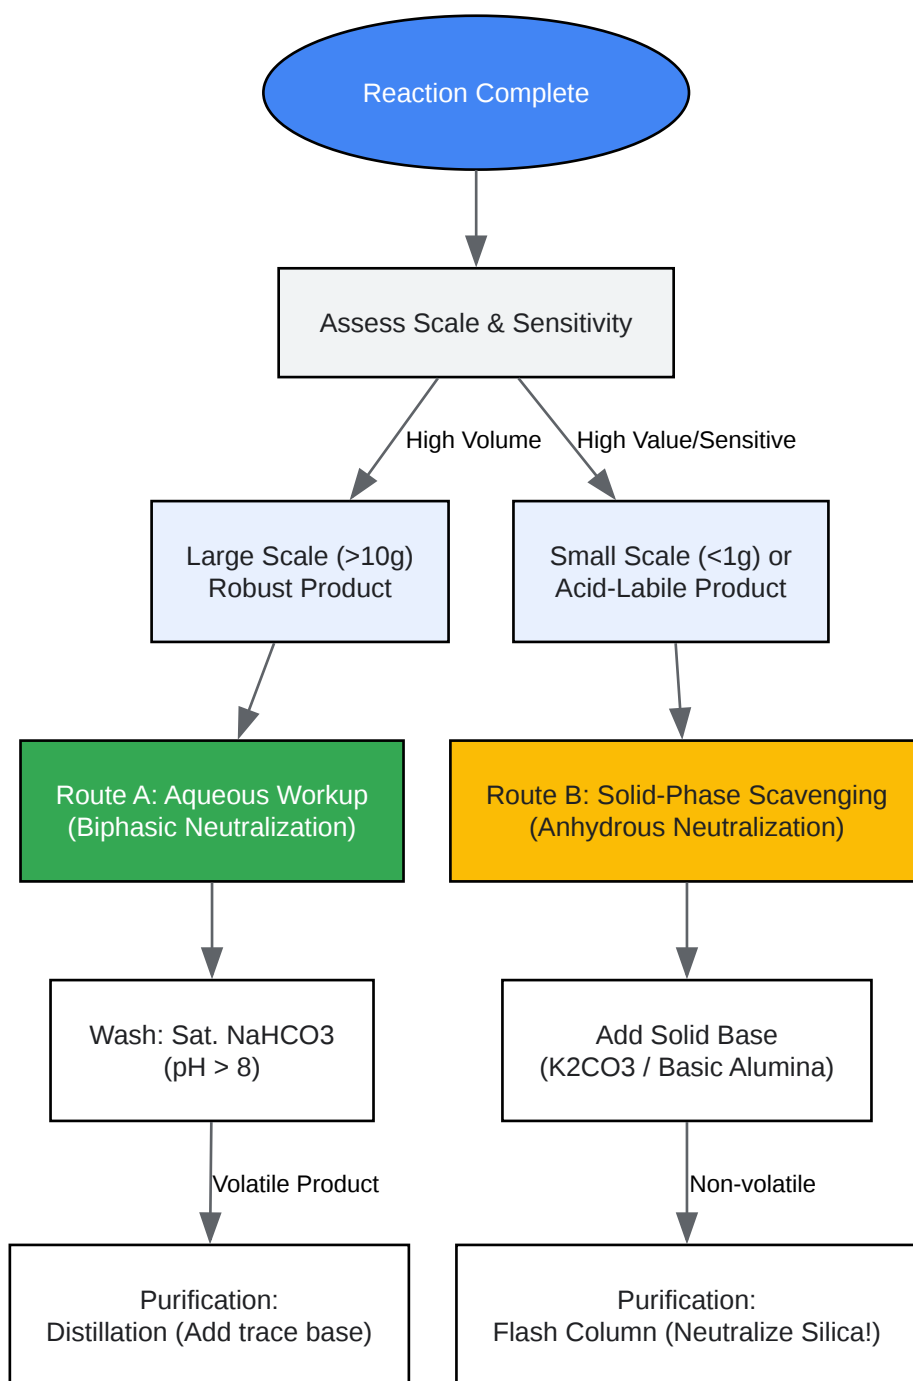 Reaction Complete
Assess Scale & Sensitivity
High Volume
High Value/Sensitive
Large Scale (>10g)
Robust Product
Small Scale (<1g) or
Acid-Labile Product
Route A: Aqueous Workup
(Biphasic Neutralization)
Route B: Solid-Phase Scavenging
(Anhydrous Neutralization)
Wash: Sat. NaHCO3
(pH > 8)
Add Solid Base
(K2CO3 / Basic Alumina)
Volatile Product
Non-volatile
Purification:
Distillation (Add trace base)
Purification:
Flash Column (Neutralize Silica!)